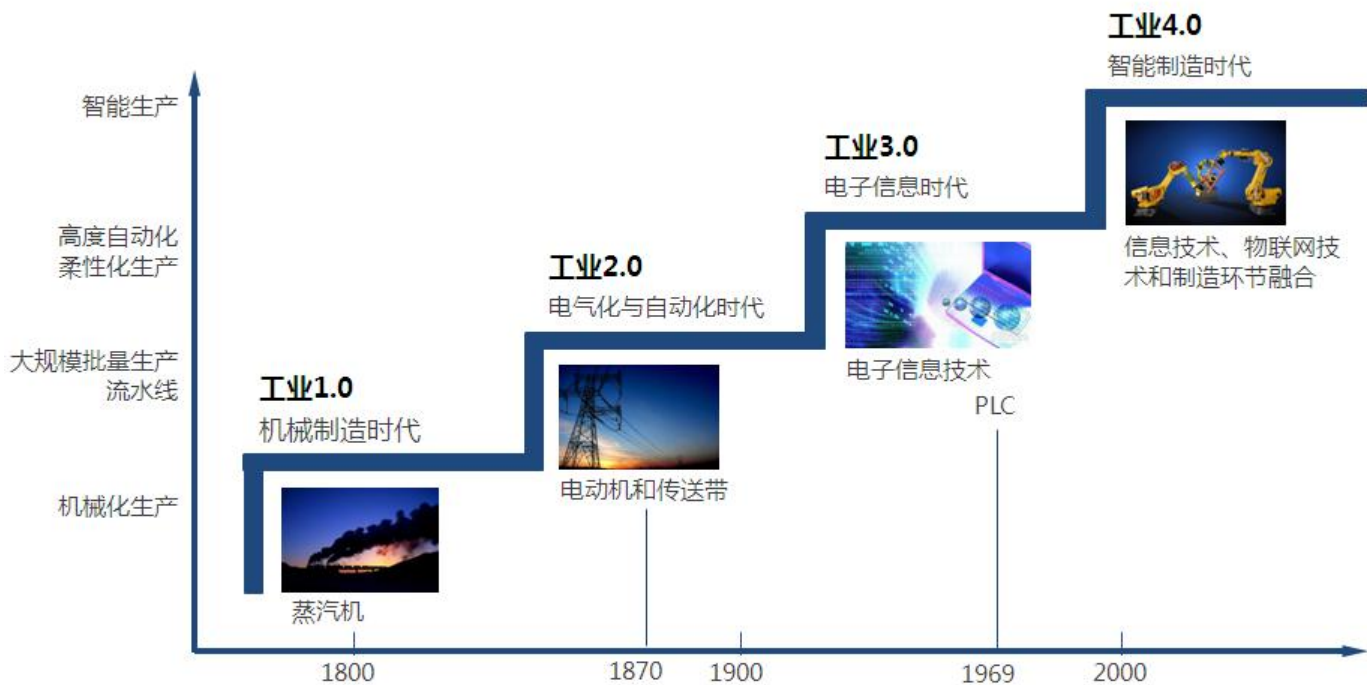 工业4.0
智能制造时代
智能生产
工业3.0
电子信息时代
信息技术、物联网技
术和制造环节融合
高度自动化
柔性化生产
工业2.0
电气化与自动化时代
电子信息技术
PLC
大规模批量生产
流水线
工业1.0
机械制造时代
电动机和传送带
机械化生产
蒸汽机
1800
1870
1900
1969
2000